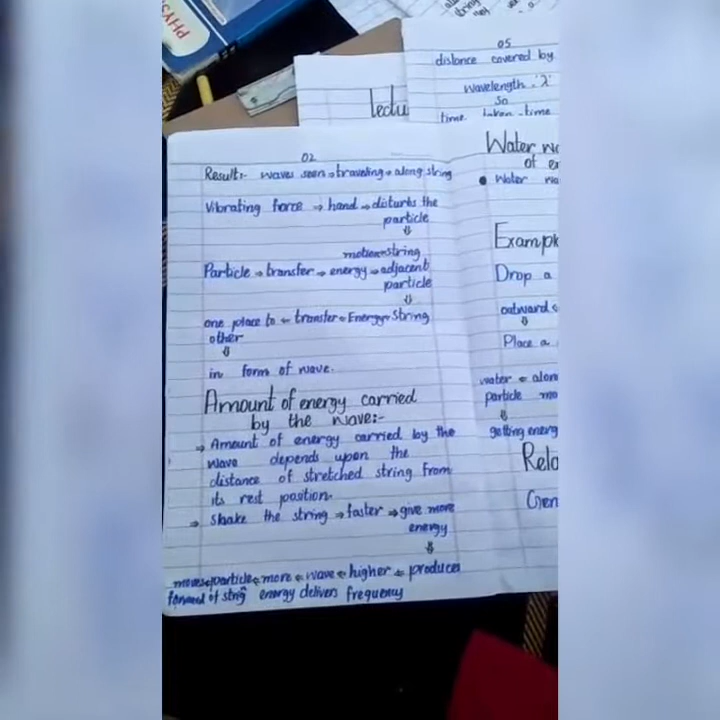 PHYSI
05
distance covered by
wavelength 'λ'
so
time taken - time
lectu
02
Result:- waves seen → traveling → along string
Vibrating force → hand → disturbs the
particle
⇓
motion → string
Particle → transfer → energy → adjacent
particle
⇓
one place to ← transfer ← Energy ← String
other
⇓
in form of wave.
Amount of energy carried
by the wave:-
→ Amount of energy carried by the
wave depends upon the
distance of stretched string from
its rest position.
→ Shake the string → faster → give more
energy
⇓
moves ← particle ← more ← wave ← higher ← produces
forward of string energy delivers frequency
Water wa
of en
• Water wa
Exampl
Drop a
outward s
⇓
Place a
water ← alon
particle mo
⇓
getting energ
Rela
Gen